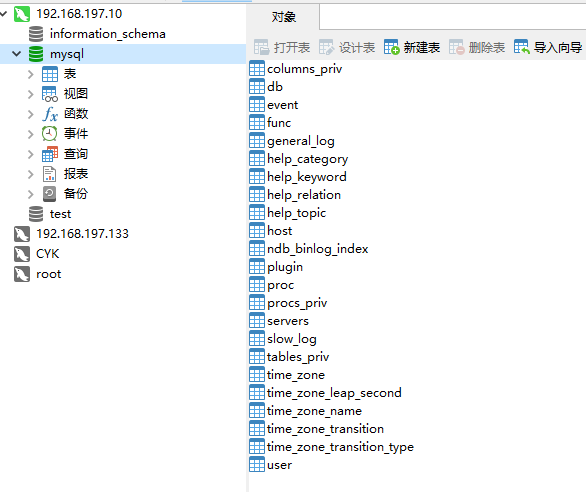 192.168.197.10
information_schema
mysql
表
视图
函数
事件
查询
报表
备份
test
192.168.197.133
CYK
root
对象
打开表 设计表 新建表 删除表 导入向导
columns_priv
db
event
func
general_log
help_category
help_keyword
help_relation
help_topic
host
ndb_binlog_index
plugin
proc
procs_priv
servers
slow_log
tables_priv
time_zone
time_zone_leap_second
time_zone_name
time_zone_transition
time_zone_transition_type
user